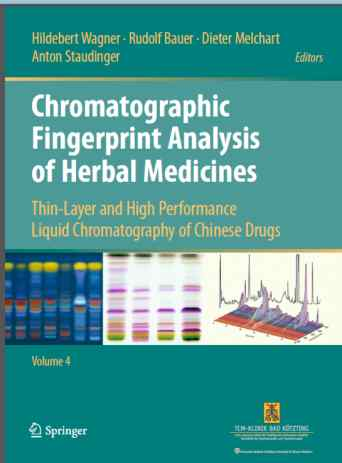 Hildebert Wagner · Rudolf Bauer · Dieter Melchart
Anton Staudinger
Editors
Chromatographic
Fingerprint Analysis
of Herbal Medicines
Thin-Layer and High Performance
Liquid Chromatography of Chinese Drugs
Volume 4
Springer
TCM-KLINIK BAD KÖTZTING